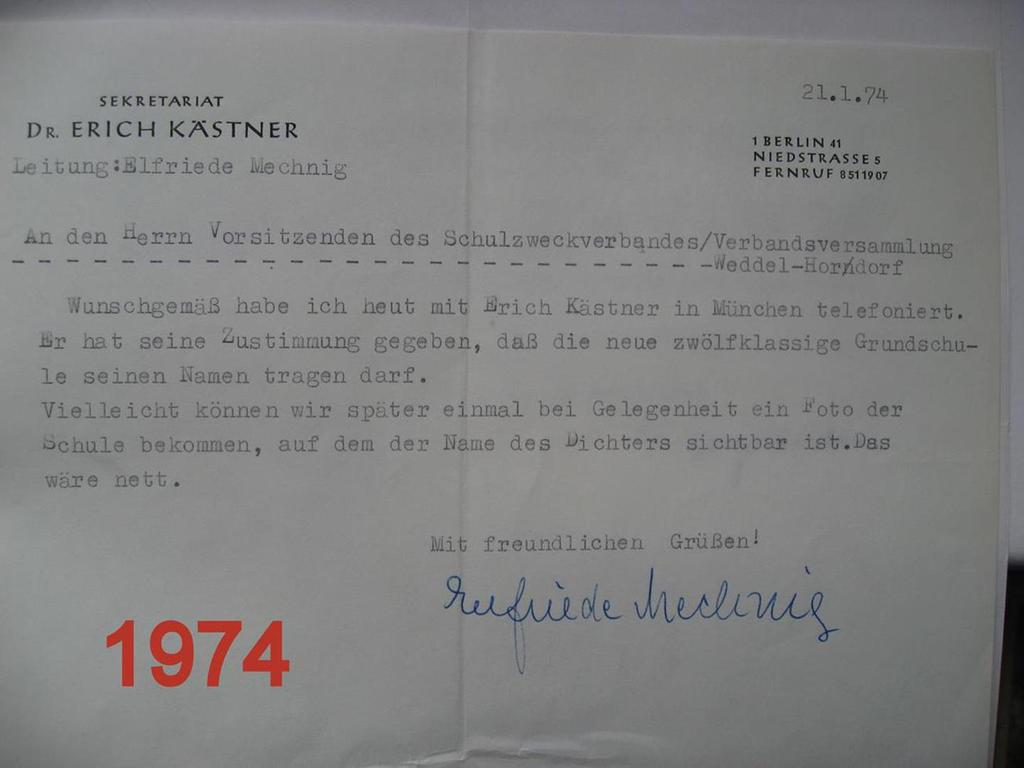 SEKRETARIAT
DR. ERICH KÄSTNER
Leitung:Elfriede Mechnig
21.1.74
1 BERLIN 41
NIEDSTRASSE 5
FERNRUF 8511907
An den Herrn Vorsitzenden des Schulzweckverbandes/Verbandsversammlung
-Weddel-Hordorf
Wunschgemäß habe ich heut mit Erich Kästner in München telefoniert.
Er hat seine Zustimmung gegeben, daß die neue zwölfklassige Grundschu-
le seinen Namen tragen darf.
Vielleicht können wir später einmal bei Gelegenheit ein Foto der
Schule bekommen, auf dem der Name des Dichters sichtbar ist.Das
wäre nett.
Mit freundlichen Grüßen!
Elfriede Mechnig
1974